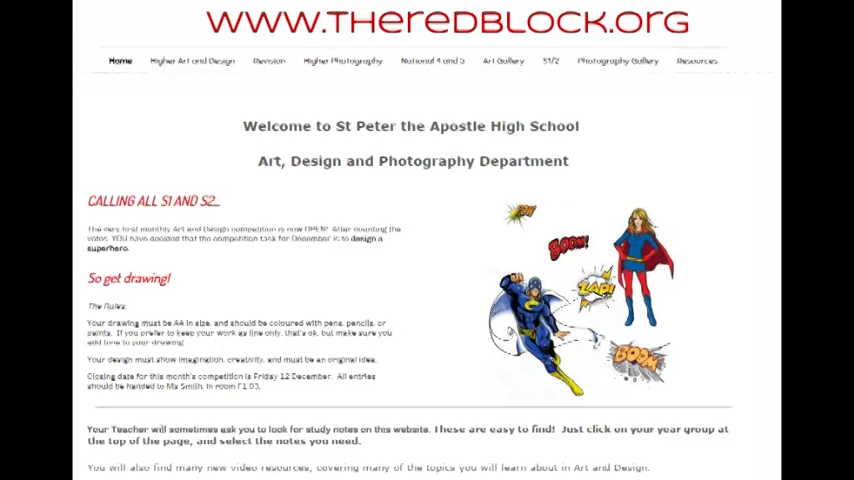 www.THEREDBLOCK.org
Home Higher Art and Design Revision Higher Photography National 4 and 5 Art Gallery S1/2 Photography Gallery Resources
Welcome to St Peter the Apostle High School
Art, Design and Photography Department
CALLING ALL S1 AND S2...
The very first monthly Art and Design competition is now OPEN! After counting the
votes, YOU have decided that the competition task for December is to design a
superhero.
So get drawing!
The Rules:
Your drawing must be A4 in size, and should be coloured with pens, pencils, or
paints. If you prefer to keep your work as line only, that's ok, but make sure you
add tone to your drawing
Your design must show imagination, creativity, and must be an original idea.
Closing date for this month's competition is Friday 12 December. All entries
should be handed to Ms Smith, in room F1.03.
BOOM!
ZAP!
BOOM
Your Teacher will sometimes ask you to look for study notes on this website. These are easy to find! Just click on your year group at
the top of the page, and select the notes you need.
You will also find many new video resources, covering many of the topics you will learn about in Art and Design.